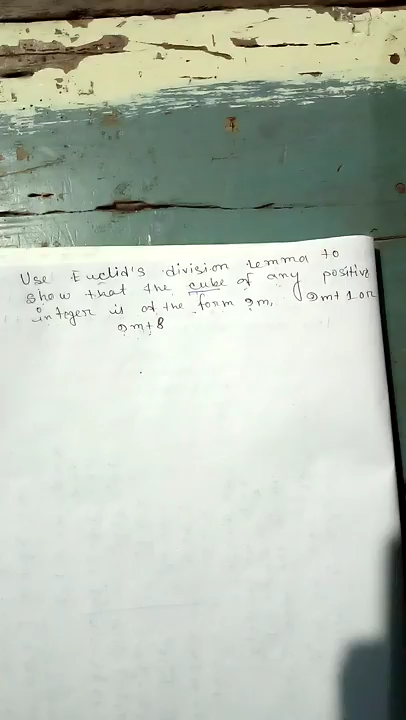 Use Euclid's division lemma to
show that the cube of any positive
integer is of the form 9m, 9m+1 or
9m+8